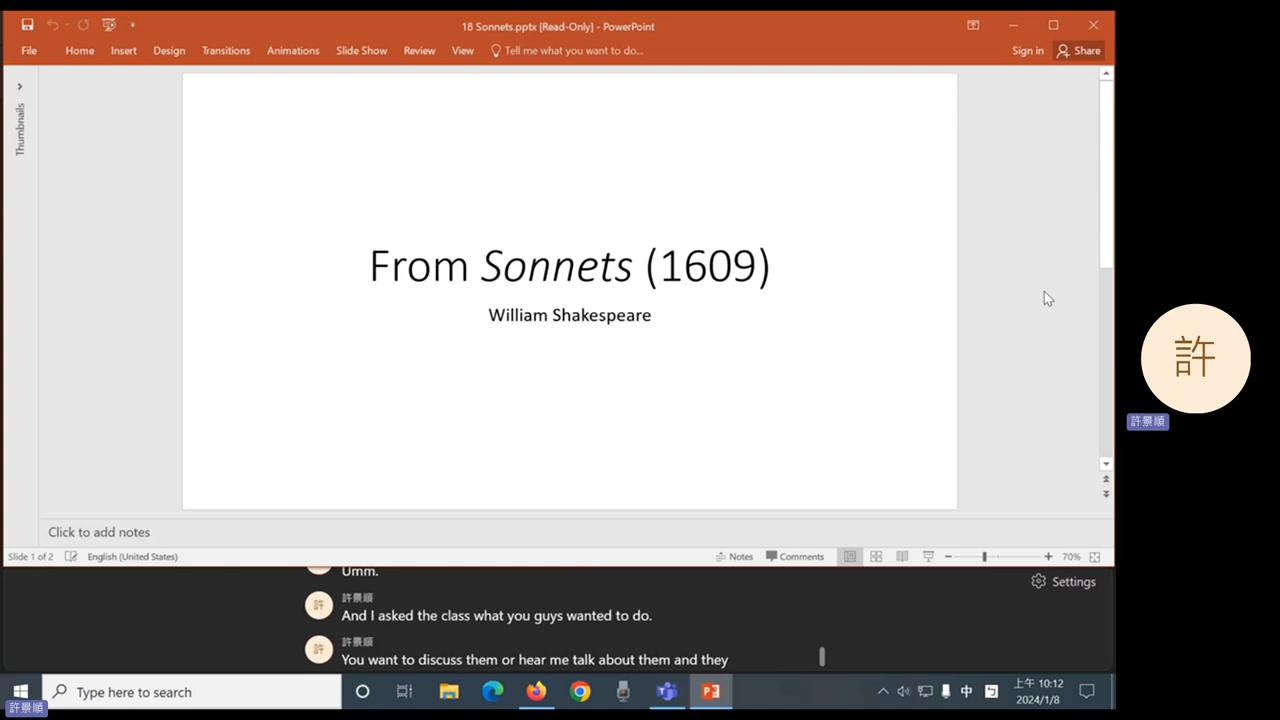 18 Sonnets.pptx [Read-Only] - PowerPoint
File Home Insert Design Transitions Animations Slide Show Review View Tell me what you want to do... Sign in Share
Thumbnails
From Sonnets (1609)
William Shakespeare
Click to add notes
Slide 1 of 2 English (United States) Notes Comments 70%
Umm.
Settings
許景順
And I asked the class what you guys wanted to do.
許景順
You want to discuss them or hear me talk about them and they
Type here to search
中
上午 10:12
2024/1/8
許景順
許
許景順